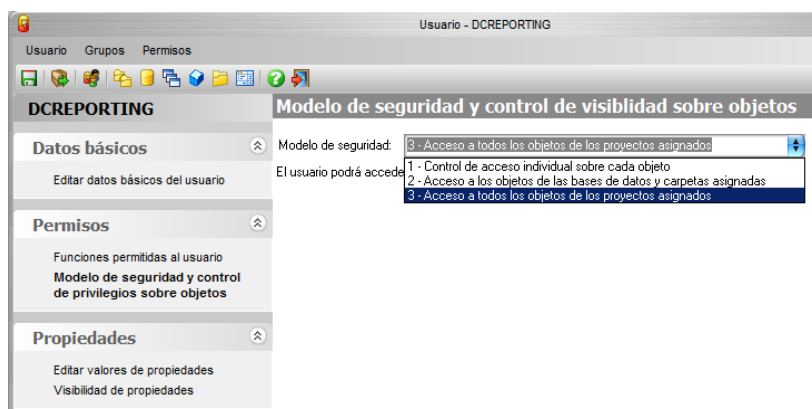 Usuario - DCREPORTING
Usuario Grupos Permisos
DCREPORTING
Modelo de seguridad y control de visiblidad sobre objetos
Datos básicos
Editar datos básicos del usuario
Permisos
Funciones permitidas al usuario
Modelo de seguridad y control
de privilegios sobre objetos
Propiedades
Editar valores de propiedades
Visibilidad de propiedades
Modelo de seguridad: 3 - Acceso a todos los objetos de los proyectos asignados
El usuario podrá accede
1 - Control de acceso individual sobre cada objeto
2 - Acceso a los objetos de las bases de datos y carpetas asignadas
3 - Acceso a todos los objetos de los proyectos asignados